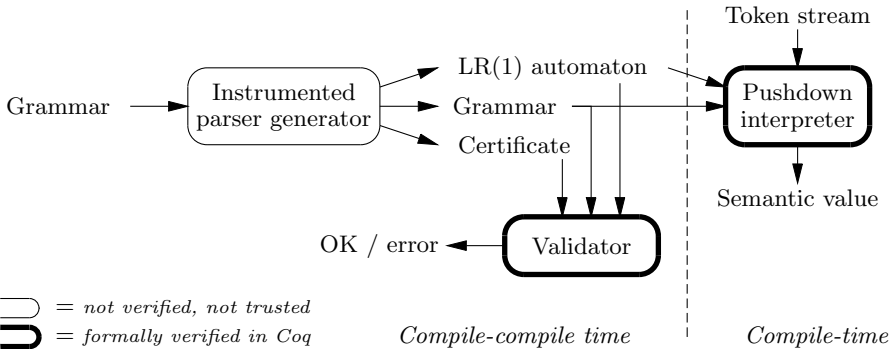 Token stream
LR(1) automaton
Instrumented
parser generator
Grammar
Grammar
Pushdown
interpreter
Certificate
Semantic value
OK / error
Validator
= not verified, not trusted
= formally verified in Coq
Compile-compile time
Compile-time